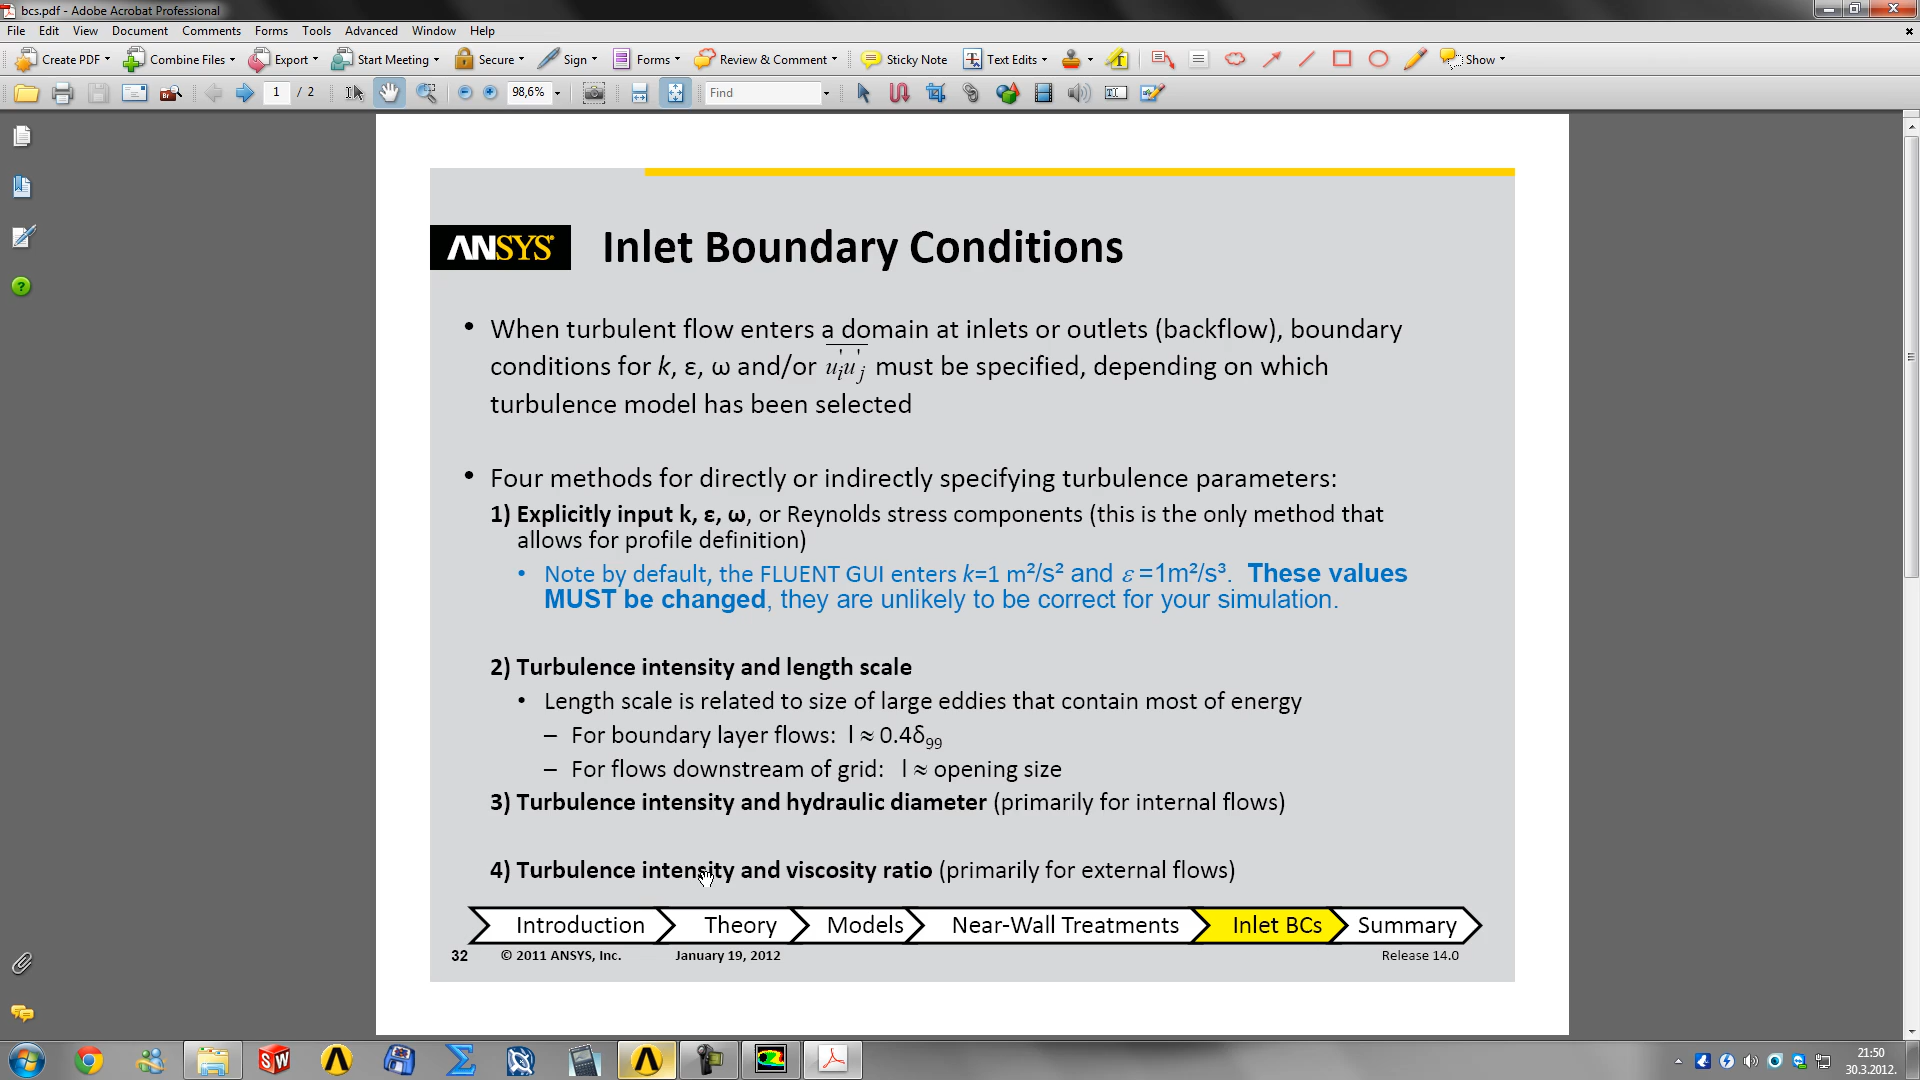 bcs.pdf - Adobe Acrobat Professional
File Edit View Document Comments Forms Tools Advanced Window Help
Create PDF Combine Files Export Start Meeting Secure Sign Forms Review & Comment Sticky Note Text Edits Show
1 / 2 98,6% Find
ANSYS Inlet Boundary Conditions
• When turbulent flow enters a domain at inlets or outlets (backflow), boundary
conditions for k, ε, ω and/or u'ᵢu'ⱼ must be specified, depending on which
turbulence model has been selected
• Four methods for directly or indirectly specifying turbulence parameters:
1) Explicitly input k, ε, ω, or Reynolds stress components (this is the only method that
allows for profile definition)
• Note by default, the FLUENT GUI enters k=1 m²/s² and ε =1m²/s³. These values
MUST be changed, they are unlikely to be correct for your simulation.
2) Turbulence intensity and length scale
• Length scale is related to size of large eddies that contain most of energy
– For boundary layer flows: l ≈ 0.4δ₉₉
– For flows downstream of grid: l ≈ opening size
3) Turbulence intensity and hydraulic diameter (primarily for internal flows)
4) Turbulence intensity and viscosity ratio (primarily for external flows)
Introduction Theory Models Near-Wall Treatments Inlet BCs Summary
32 © 2011 ANSYS, Inc. January 19, 2012 Release 14.0
SW
21:50
30.3.2012.